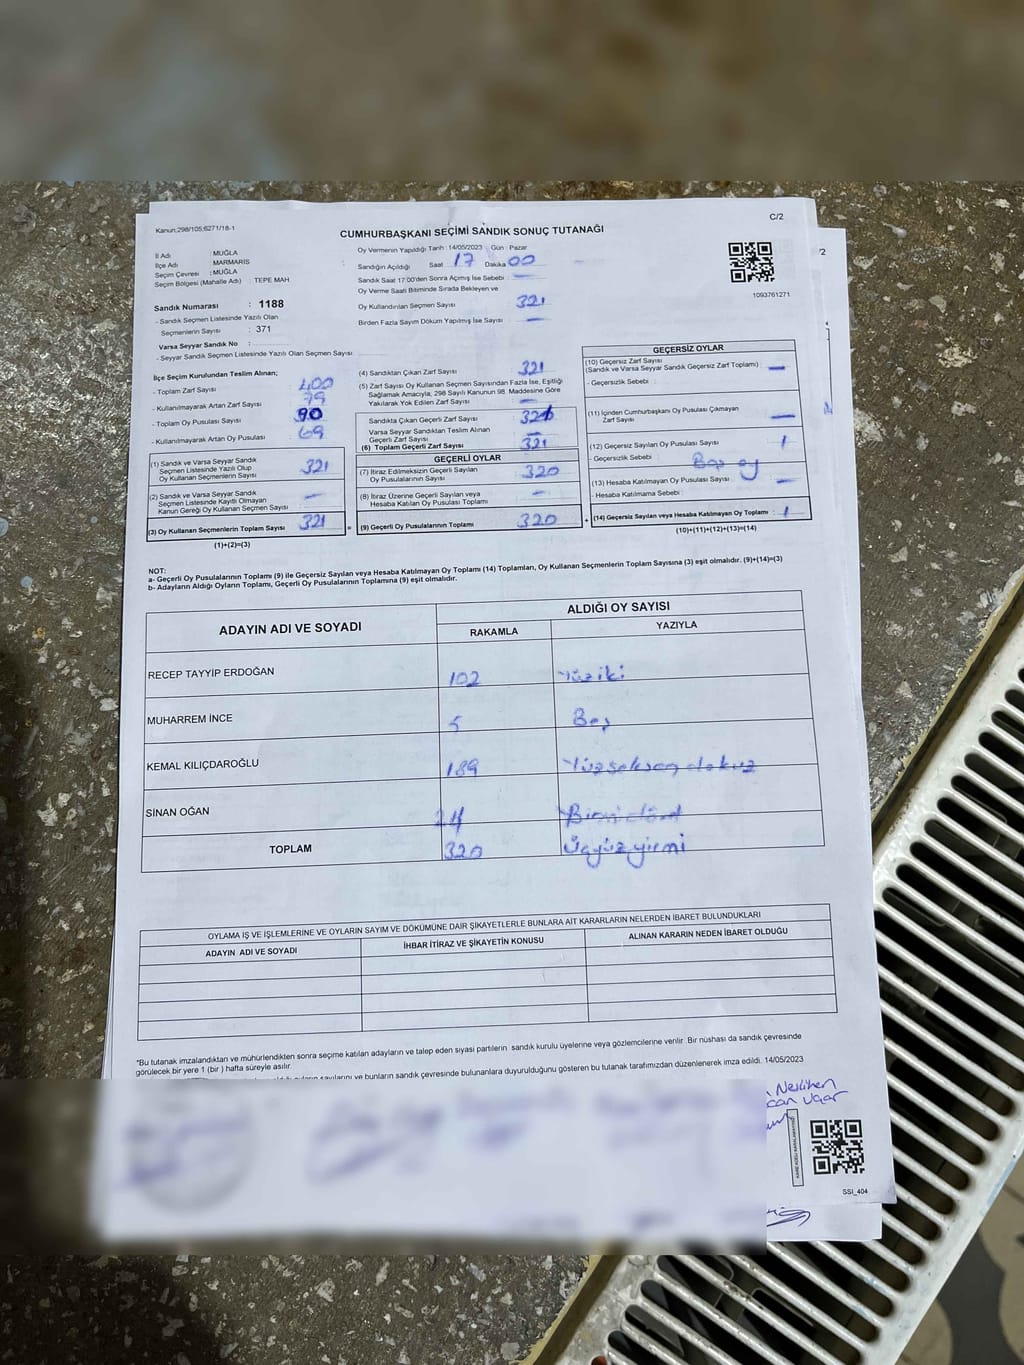 Kanun:298/105;6271/18-1
C/2
CUMHURBAŞKANI SEÇİMİ SANDIK SONUÇ TUTANAĞI
İl Adı : MUĞLA
İlçe Adı : MARMARİS
Seçim Çevresi : MUĞLA
Seçim Bölgesi (Mahalle Adı) : TEPE MAH.
Sandık Numarası : 1188
- Sandık Seçmen Listesinde Yazılı Olan
Seçmenlerin Sayısı : 371
Varsa Seyyar Sandık No :
- Seyyar Sandık Seçmen Listesinde Yazılı Olan Seçmen Sayısı
Oy Vermenin Yapıldığı Tarih : 14/05/2023 Gün : Pazar
Sandığın Açıldığı Saat 17 Dakika 00
Sandık Saat 17:00'den Sonra Açımış İse Sebebi : —
Oy Verme Saati Bitiminde Sırada Bekleyen ve
Oy Kullandırılan Seçmen Sayısı 321
Birden Fazla Sayım Döküm Yapılmış İse Sayısı : —
1093761271
İlçe Seçim Kurulundan Teslim Alınan;
- Toplam Zarf Sayısı : 400
- Kullanılmayarak Artan Zarf Sayısı : 79
- Toplam Oy Pusulası Sayısı
- Kullanılmayarak Artan Oy Pusulası : 69
(1) Sandık ve Varsa Seyyar Sandık
Seçmen Listesinde Yazılı Olup
Oy Kullanan Seçmenlerin Sayısı 321
(2) Sandık ve Varsa Seyyar Sandık
Seçmen Listesinde Kayıtlı Olmayan
Kanun Gereği Oy Kullanan Seçmen Sayısı —
(3) Oy Kullanan Seçmenlerin Toplam Sayısı 321 =
(1)+(2)=(3)
(4) Sandıktan Çıkan Zarf Sayısı 321
(5) Zarf Sayısı Oy Kullanan Seçmen Sayısından Fazla İse, Eşitliği
Sağlamak Amacıyla; 298 Sayılı Kanunun 98. Maddesine Göre
Yakılarak Yok Edilen Zarf Sayısı —
Sandıkta Çıkan Geçerli Zarf Sayısı 321
Varsa Seyyar Sandıktan Teslim Alınan
Geçerli Zarf Sayısı —
(6) Toplam Geçerli Zarf Sayısı 321
GEÇERLİ OYLAR
(7) İtiraz Edilmeksizin Geçerli Sayılan
Oy Pusulasının Sayısı 320
(8) İtiraz Üzerine Geçerli Sayılan veya
Hesaba Katılan Oy Pusulası Toplamı —
(9) Geçerli Oy Pusulalarının Toplamı 320 +
GEÇERSİZ OYLAR
(10) Geçersiz Zarf Sayısı
(Sandık ve Varsa Seyyar Sandık Geçersiz Zarf Toplamı) —
- Geçersizlik Sebebi :
(11) İçinden Cumhurbaşkanı Oy Pusulası Çıkmayan
Zarf Sayısı —
(12) Geçersiz Sayılan Oy Pusulası Sayısı 1
- Geçersizlik Sebebi : Boş oy
(13) Hesaba Katılmayan Oy Pusulası Sayısı : —
- Hesaba Katılmama Sebebi :
(14) Geçersiz Sayılan veya Hesaba Katılmayan Oy Toplamı : 1
(10)+(11)+(12)+(13)=(14)
NOT:
a- Geçerli Oy Pusulalarının Toplamı (9) ile Geçersiz Sayılan veya Hesaba Katılmayan Oy Toplamı (14) Toplamları, Oy Kullanan Seçmenlerin Toplam Sayısına (3) eşit olmalıdır. (9)+(14)=(3)
b- Adayların Aldığı Oyların Toplamı, Geçerli Oy Pusulalarının Toplamına (9) eşit olmalıdır.
ADAYIN ADI VE SOYADI
ALDIĞI OY SAYISI
RAKAMLA YAZIYLA
RECEP TAYYİP ERDOĞAN 102 Yüziki
MUHARREM İNCE 5 Beş
KEMAL KILIÇDAROĞLU 189 Yüzseksen dokuz
SİNAN OĞAN 24
TOPLAM 320 Üçyüzyirmi
OYLAMA İŞ VE İŞLEMLERİNE VE OYLARIN SAYIM VE DÖKÜMÜNE DAİR ŞİKAYETLERLE BUNLARA AİT KARARLARIN NELERDEN İBARET BULUNDUKLARI
ADAYIN ADI VE SOYADI İHBAR İTİRAZ VE ŞİKAYETİN KONUSU ALINAN KARARIN NEDEN İBARET OLDUĞU
*Bu tutanak imzalandıktan ve mühürlendikten sonra seçime katılan adayların ve talep eden siyasi partilerin sandık kurulu üyelerine veya gözlemcilerine verilir. Bir nüshası da sandık çevresinde
görülecek bir yere 1 (bir ) hafta süreyle asılır.
sayılarını ve bunların sandık çevresinde bulunanlara duyurulduğunu gösteren bu tutanak tarafımızdan düzenlenerek imza edildi. 14/05/2023
Neslihan
can Uçar
SSI_404
/2